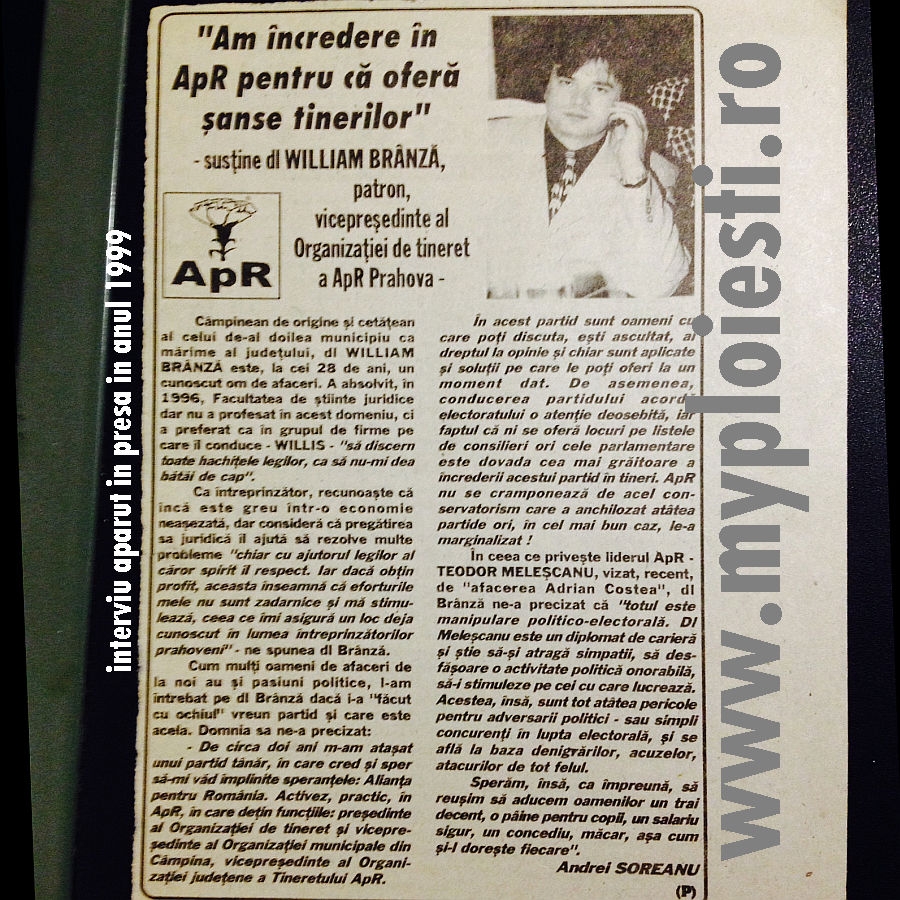 "Am încredere în
ApR pentru că oferă
șanse tinerilor"
- susține dl WILLIAM BRÂNZĂ,
patron,
vicepreședinte al
Organizației de tineret
a ApR Prahova -
ApR
Câmpinean de origine și cetățean
al celui de-al doilea municipiu ca
mărime al județului, dl WILLIAM
BRÂNZĂ este, la cei 28 de ani, un
cunoscut om de afaceri. A absolvit, în
1996, Facultatea de științe juridice
dar nu a profesat în acest domeniu, ci
a preferat ca în grupul de firme pe
care îl conduce - WILLIS - "să discern
toate hachițele legilor, ca să nu-mi dea
bătăi de cap".
Ca întreprinzător, recunoaște că
încă este greu într-o economie
neașezată, dar consideră că pregătirea
sa juridică îl ajută să rezolve multe
probleme "chiar cu ajutorul legilor al
căror spirit îl respect. Iar dacă obțin
profit, aceasta înseamnă că eforturile
mele nu sunt zadarnice și mă stimu-
lează, ceea ce îmi asigură un loc deja
cunoscut în lumea întreprinzătorilor
prahoveni" - ne spunea dl Brânză.
Cum mulți oameni de afaceri de
la noi au și pasiuni politice, l-am
întrebat pe dl Brânză dacă i-a "făcut
cu ochiul" vreun partid și care este
acela. Domnia sa ne-a precizat:
- De circa doi ani m-am atașat
unui partid tânăr, în care cred și sper
să-mi văd împlinite speranțele: Alianța
pentru România. Activez, practic, în
ApR, în care dețin funcțiile: președinte
al Organizației de tineret și vicepre-
ședinte al Organizației municipale din
Câmpina, vicepreședinte al Organi-
zației județene a Tineretului ApR.
În acest partid sunt oameni cu
care poți discuta, ești ascultat, ai
dreptul la opinie și chiar sunt aplicate
și soluții pe care le poți oferi la un
moment dat. De asemenea,
conducerea partidului acordă
electoratului o atenție deosebită, iar
faptul că ni se oferă locuri pe listele
de consilieri ori cele parlamentare
este dovada cea mai grăitoare a
încrederii acestui partid în tineri. ApR
nu se cramponează de acel con-
servatorism care a anchilozat atâtea
partide ori, în cel mai bun caz, le-a
marginalizat !
În ceea ce privește liderul ApR -
TEODOR MELEȘCANU, vizat, recent,
de "afacerea Adrian Costea", dl
Brânză ne-a precizat că "totul este
manipulare politico-electorală. Dl
Meleșcanu este un diplomat de carieră
și știe să-și atragă simpatii, să des-
fășoare o activitate politică onorabilă,
să-i stimuleze pe cei cu care lucrează.
Acestea, însă, sunt tot atâtea pericole
pentru adversarii politici - sau simpli
concurenți în lupta electorală, și se
află la baza denigrărilor, acuzelor,
atacurilor de tot felul.
Sperăm, însă, ca împreună, să
reușim să aducem oamenilor un trai
decent, o pâine pentru copii, un salariu
sigur, un concediu, măcar, așa cum
și-l dorește fiecare".
Andrei SOREANU
(P)
interviu aparut in presa in anul 1999
www.myploiesti.ro